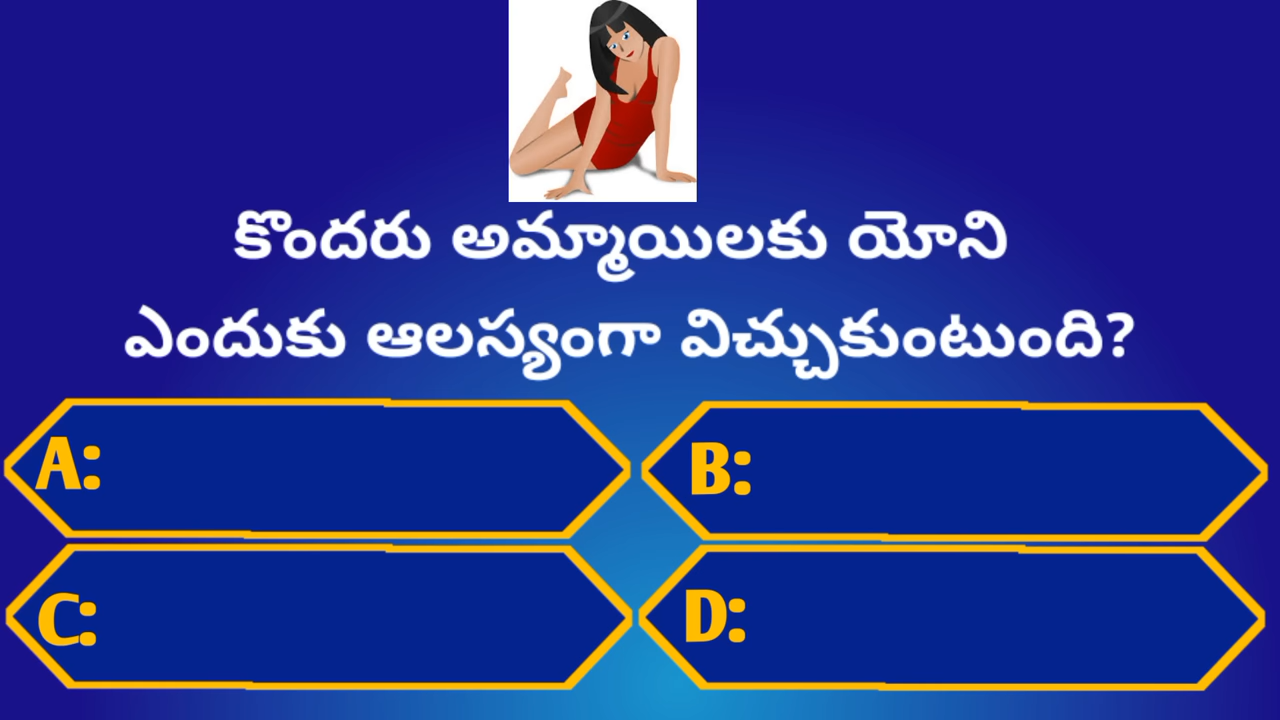 కొందరు అమ్మాయిలకు యోని
ఎందుకు ఆలస్యంగా విచ్చుకుంటుంది?
A:
B:
C:
D: